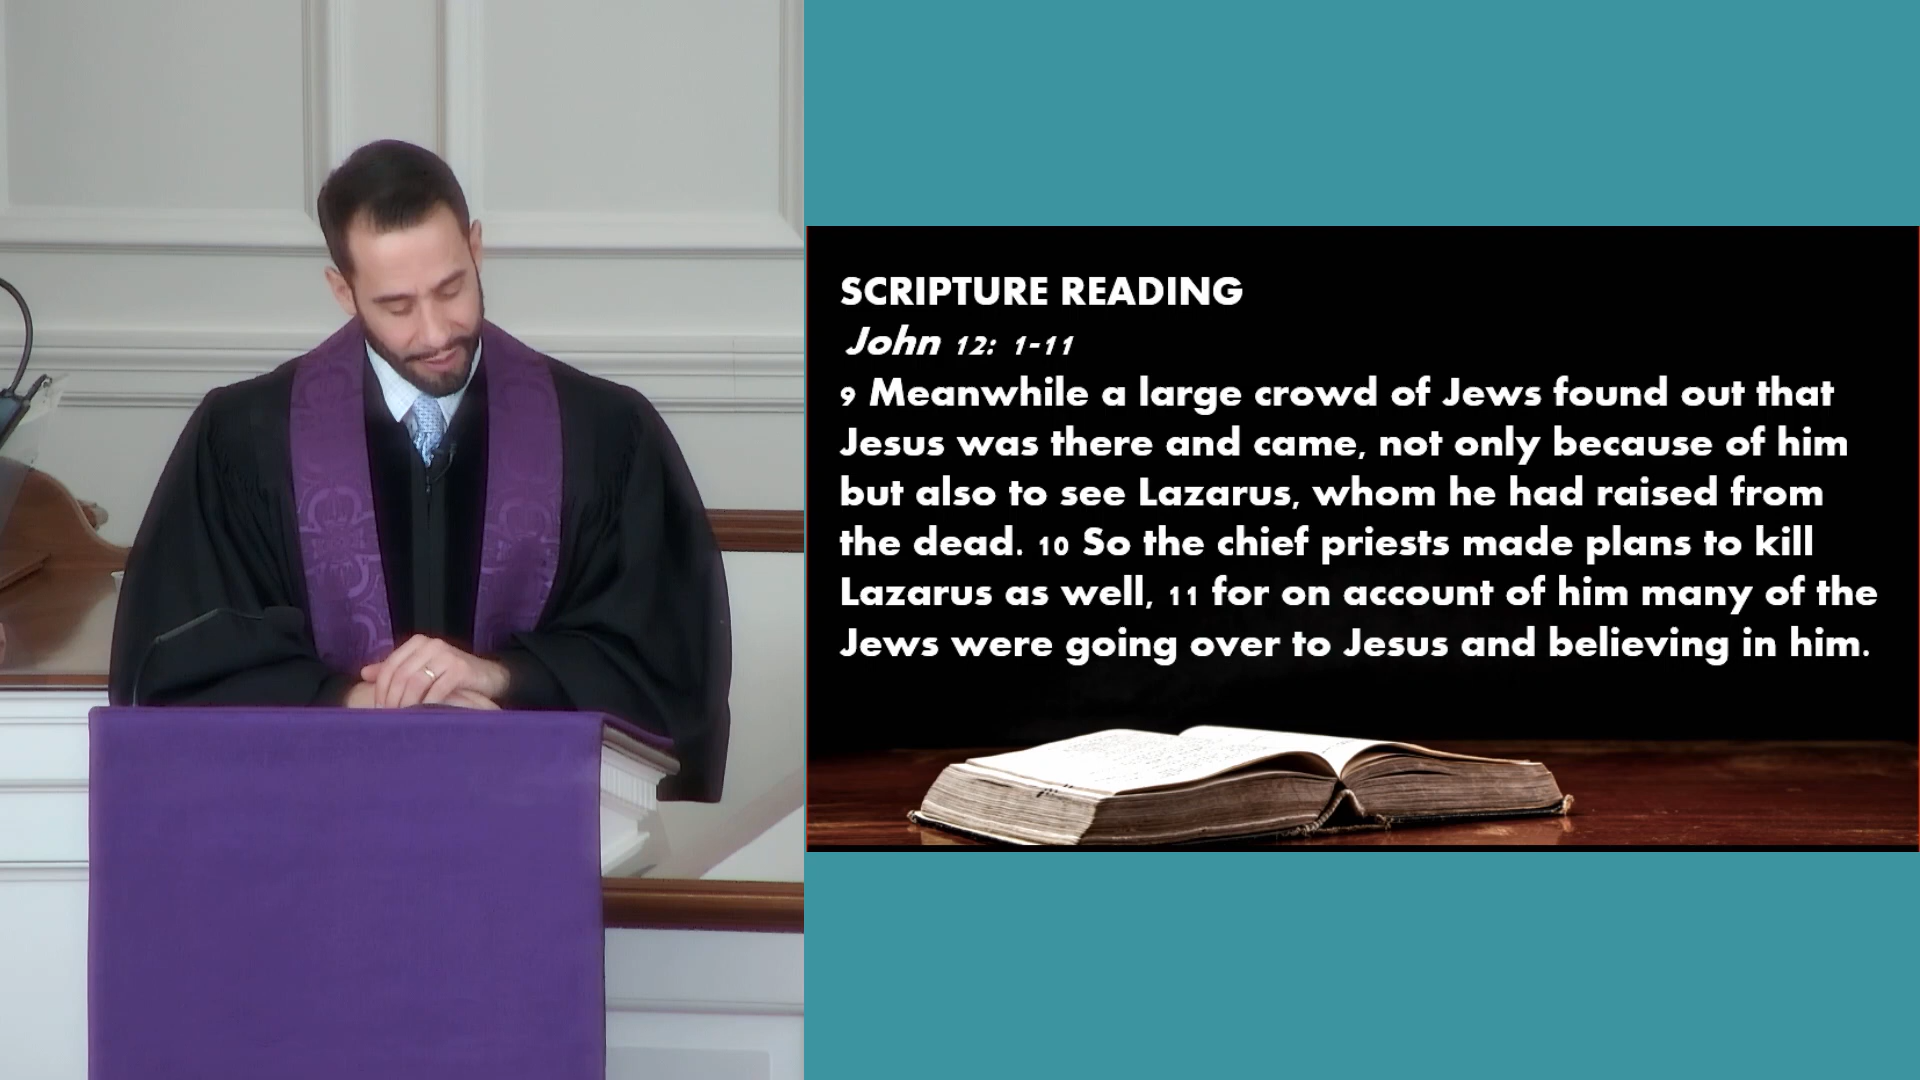 SCRIPTURE READING
John 12: 1-11
9 Meanwhile a large crowd of Jews found out that
Jesus was there and came, not only because of him
but also to see Lazarus, whom he had raised from
the dead. 10 So the chief priests made plans to kill
Lazarus as well, 11 for on account of him many of the
Jews were going over to Jesus and believing in him.